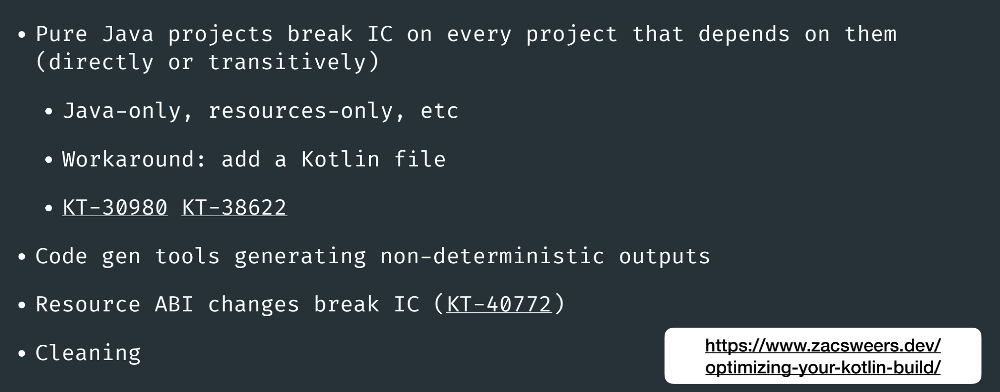 • Pure Java projects break IC on every project that depends on them
(directly or transitively)
• Java-only, resources-only, etc
• Workaround: add a Kotlin file
• KT-30980 KT-38622
• Code gen tools generating non-deterministic outputs
• Resource ABI changes break IC (KT-40772)
• Cleaning
https://www.zacsweers.dev/
optimizing-your-kotlin-build/